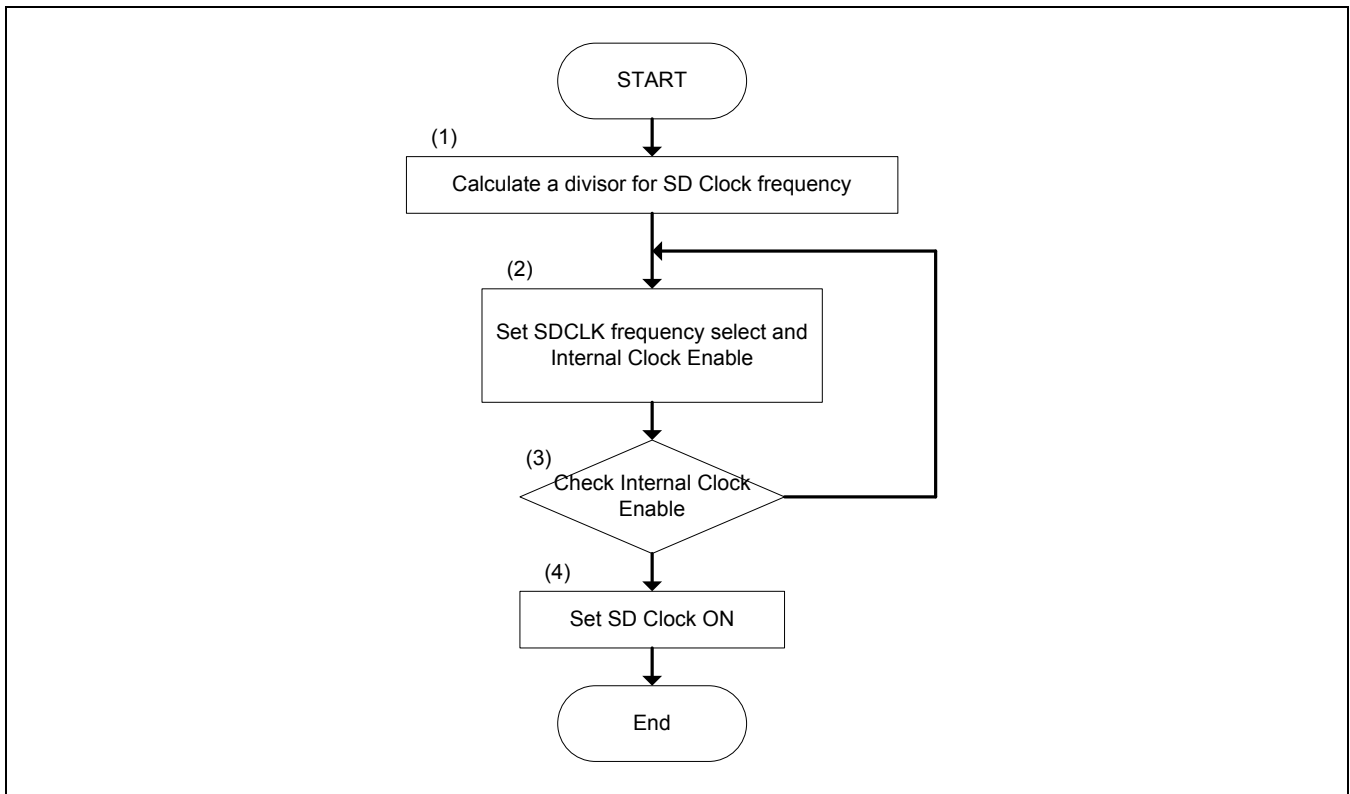 START
(1)
Calculate a divisor for SD Clock frequency
(2)
Set SDCLK frequency select and
Internal Clock Enable
(3)
Check Internal Clock
Enable
(4)
Set SD Clock ON
End